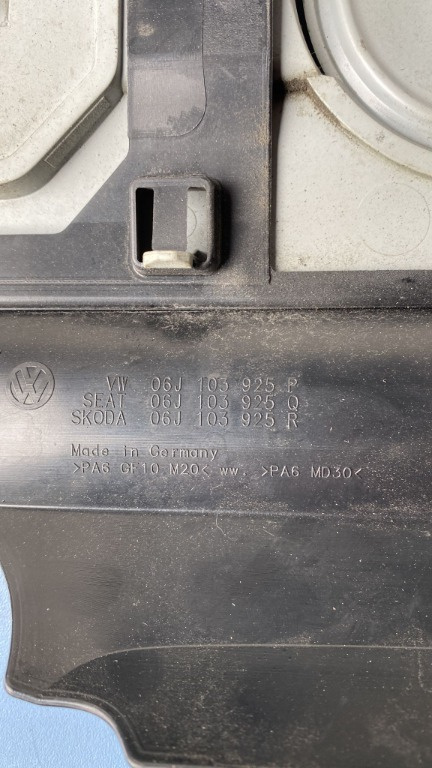 VW 06J 103 925 P
SEAT 06J 103 925 Q
SKODA 06J 103 925 R
Made in Germany
>PA6 GF10 M20< ww. >PA6 MD30<